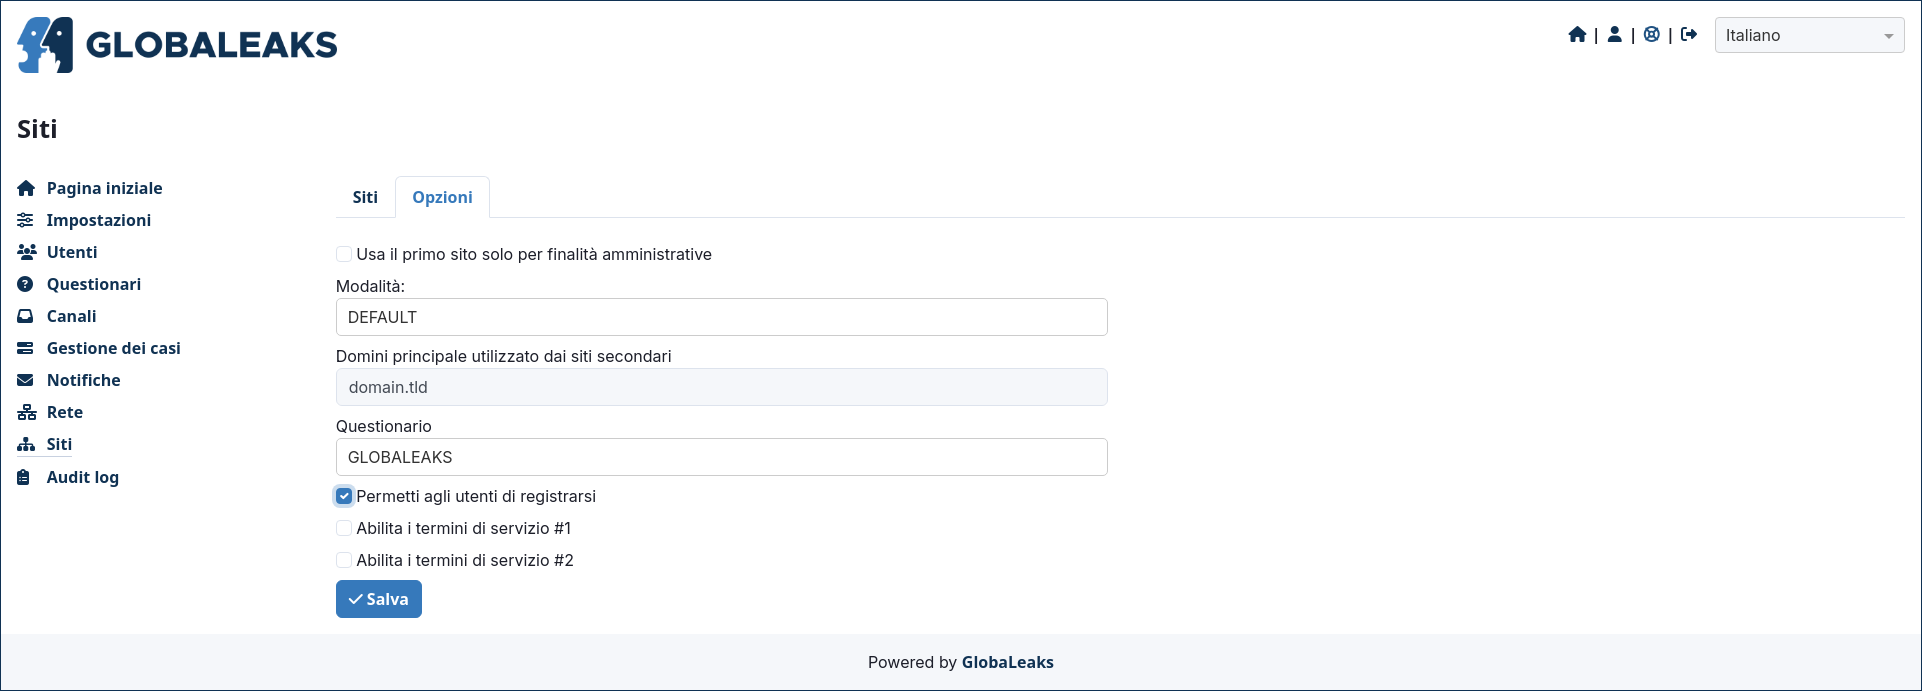 GLOBALEAKS
| | |
Italiano
Siti
Pagina iniziale
Impostazioni
Utenti
Questionari
Canali
Gestione dei casi
Notifiche
Rete
Siti
Audit log
Siti
Opzioni
Usa il primo sito solo per finalità amministrative
Modalità:
DEFAULT
Domini principale utilizzato dai siti secondari
domain.tld
Questionario
GLOBALEAKS
Permetti agli utenti di registrarsi
Abilita i termini di servizio #1
Abilita i termini di servizio #2
Salva
Powered by GlobaLeaks